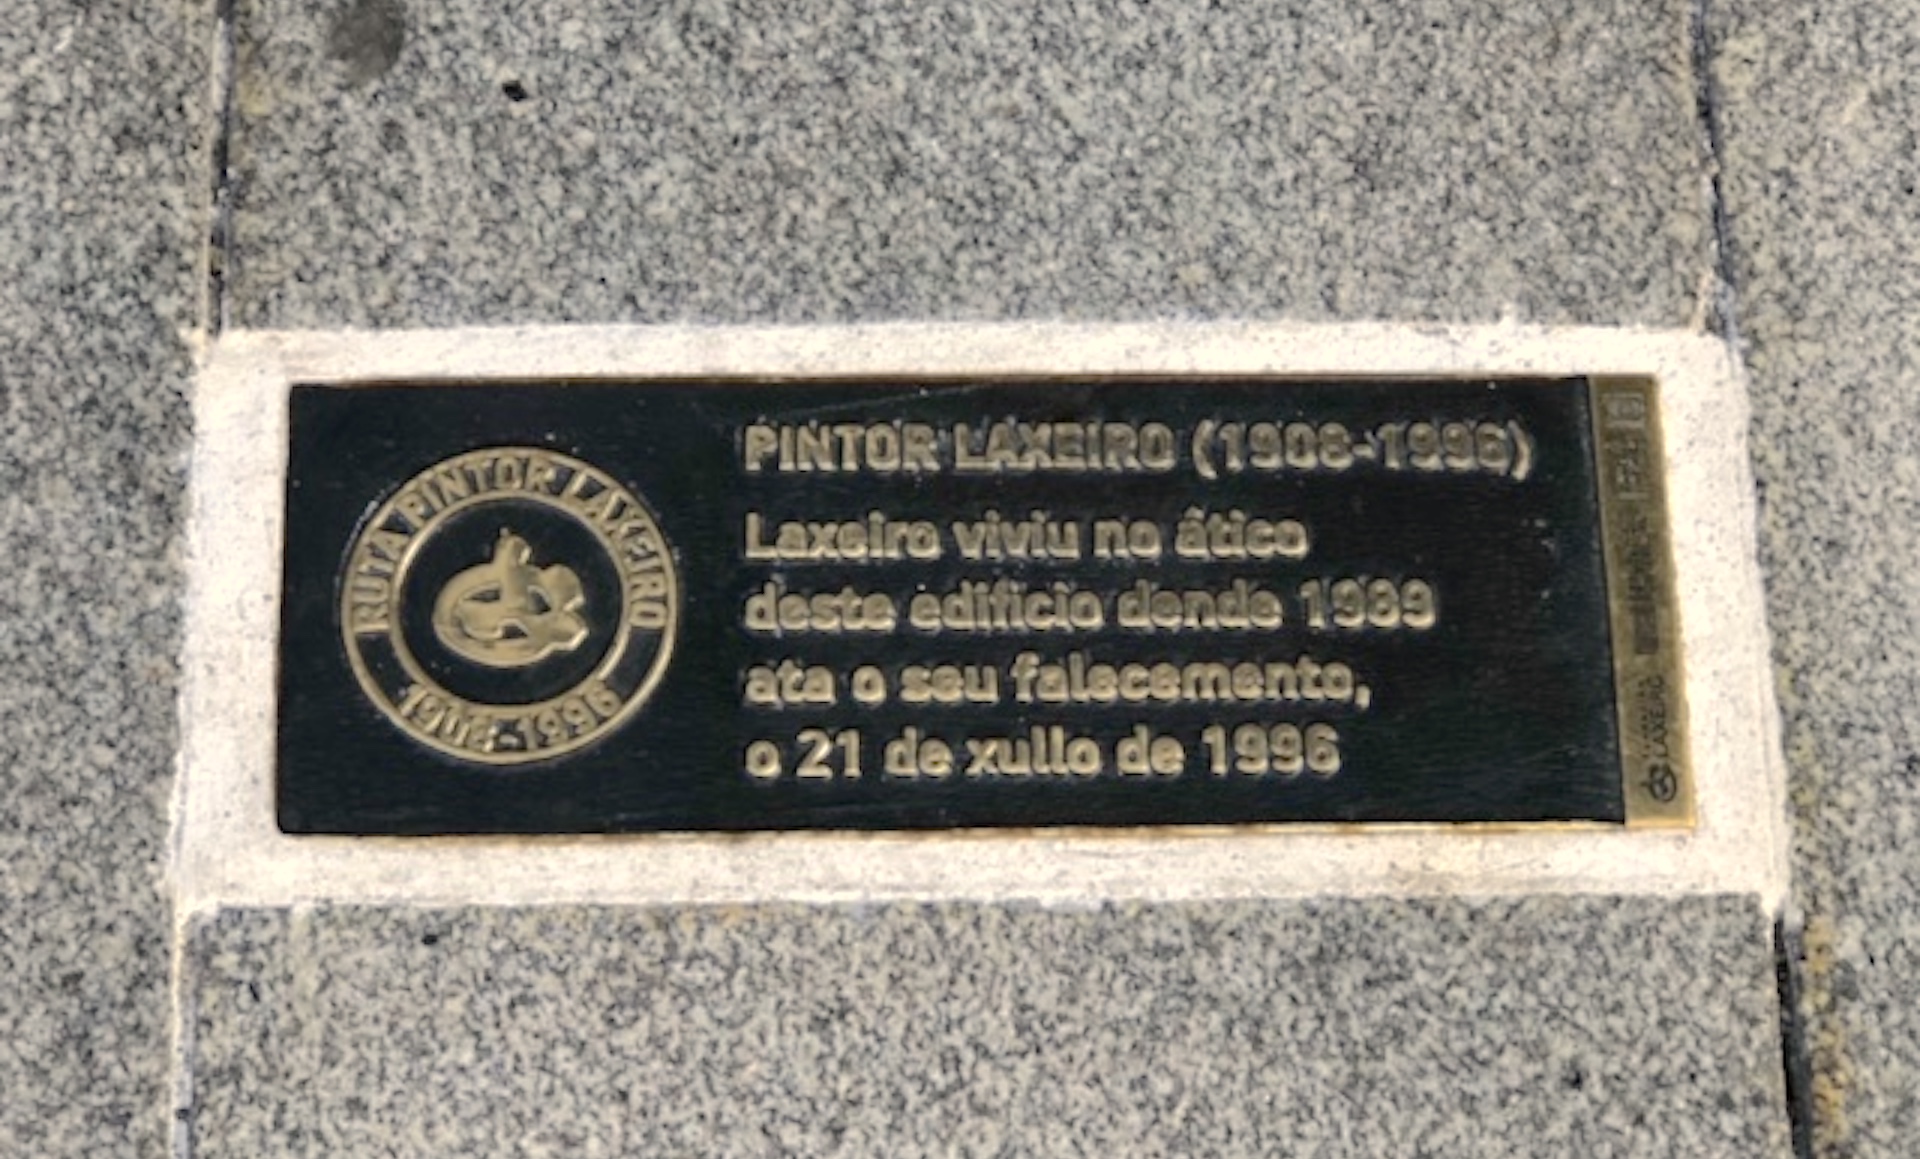 PINTOR LAXEIRO (1908-1996)
Laxeiro viviu no ático
deste edificio dende 1989
ata o seu falecemento,
o 21 de xullo de 1996
RUTA PINTOR LAXEIRO
1908-1996
LAXEIRO